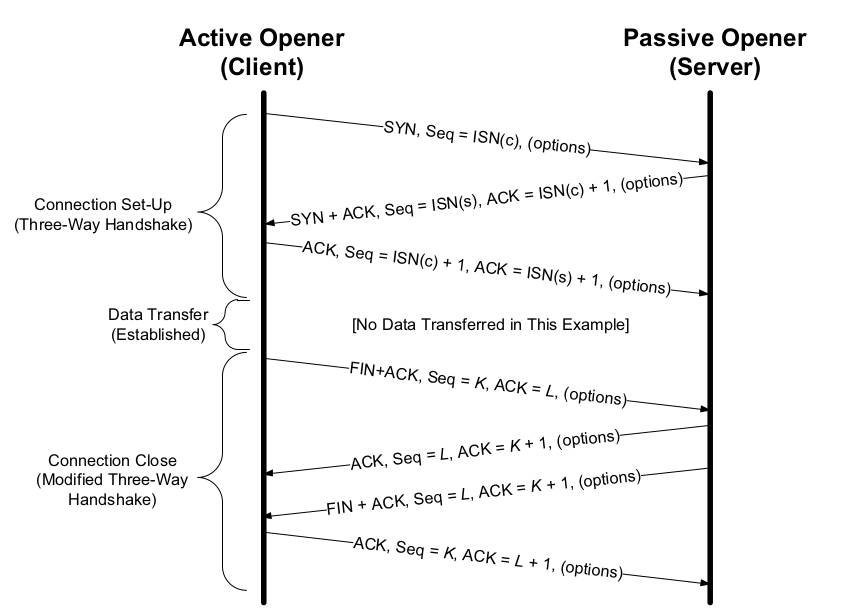 Active Opener
(Client)
Passive Opener
(Server)
SYN, Seq = ISN(c), (options)
SYN + ACK, Seq = ISN(s), ACK = ISN(c) + 1, (options)
Connection Set-Up
(Three-Way Handshake)
ACK, Seq = ISN(c) + 1, ACK = ISN(s) + 1, (options)
Data Transfer
(Established)
[No Data Transferred in This Example]
FIN+ACK, Seq = K, ACK = L, (options)
ACK, Seq = L, ACK = K + 1, (options)
Connection Close
(Modified Three-Way
Handshake)
FIN + ACK, Seq = L, ACK = K + 1, (options)
ACK, Seq = K, ACK = L + 1, (options)